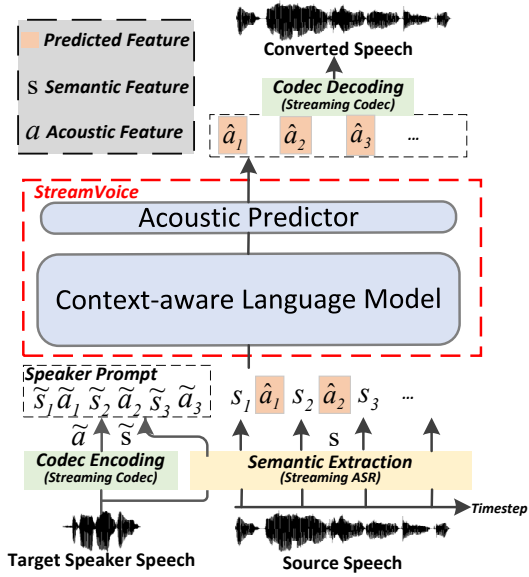 Predicted Feature
s Semantic Feature
a Acoustic Feature
Converted Speech
Codec Decoding
(Streaming Codec)
â₁ â₂ â₃ ...
StreamVoice
Acoustic Predictor
Context-aware Language Model
Speaker Prompt
s̃₁ ã₁ s̃₂ ã₂ s̃₃ ã₃
s₁ â₁ s₂ â₂ s₃ ...
ã s̃ s
Codec Encoding
(Streaming Codec)
Semantic Extraction
(Streaming ASR)
Timestep
Target Speaker Speech
Source Speech